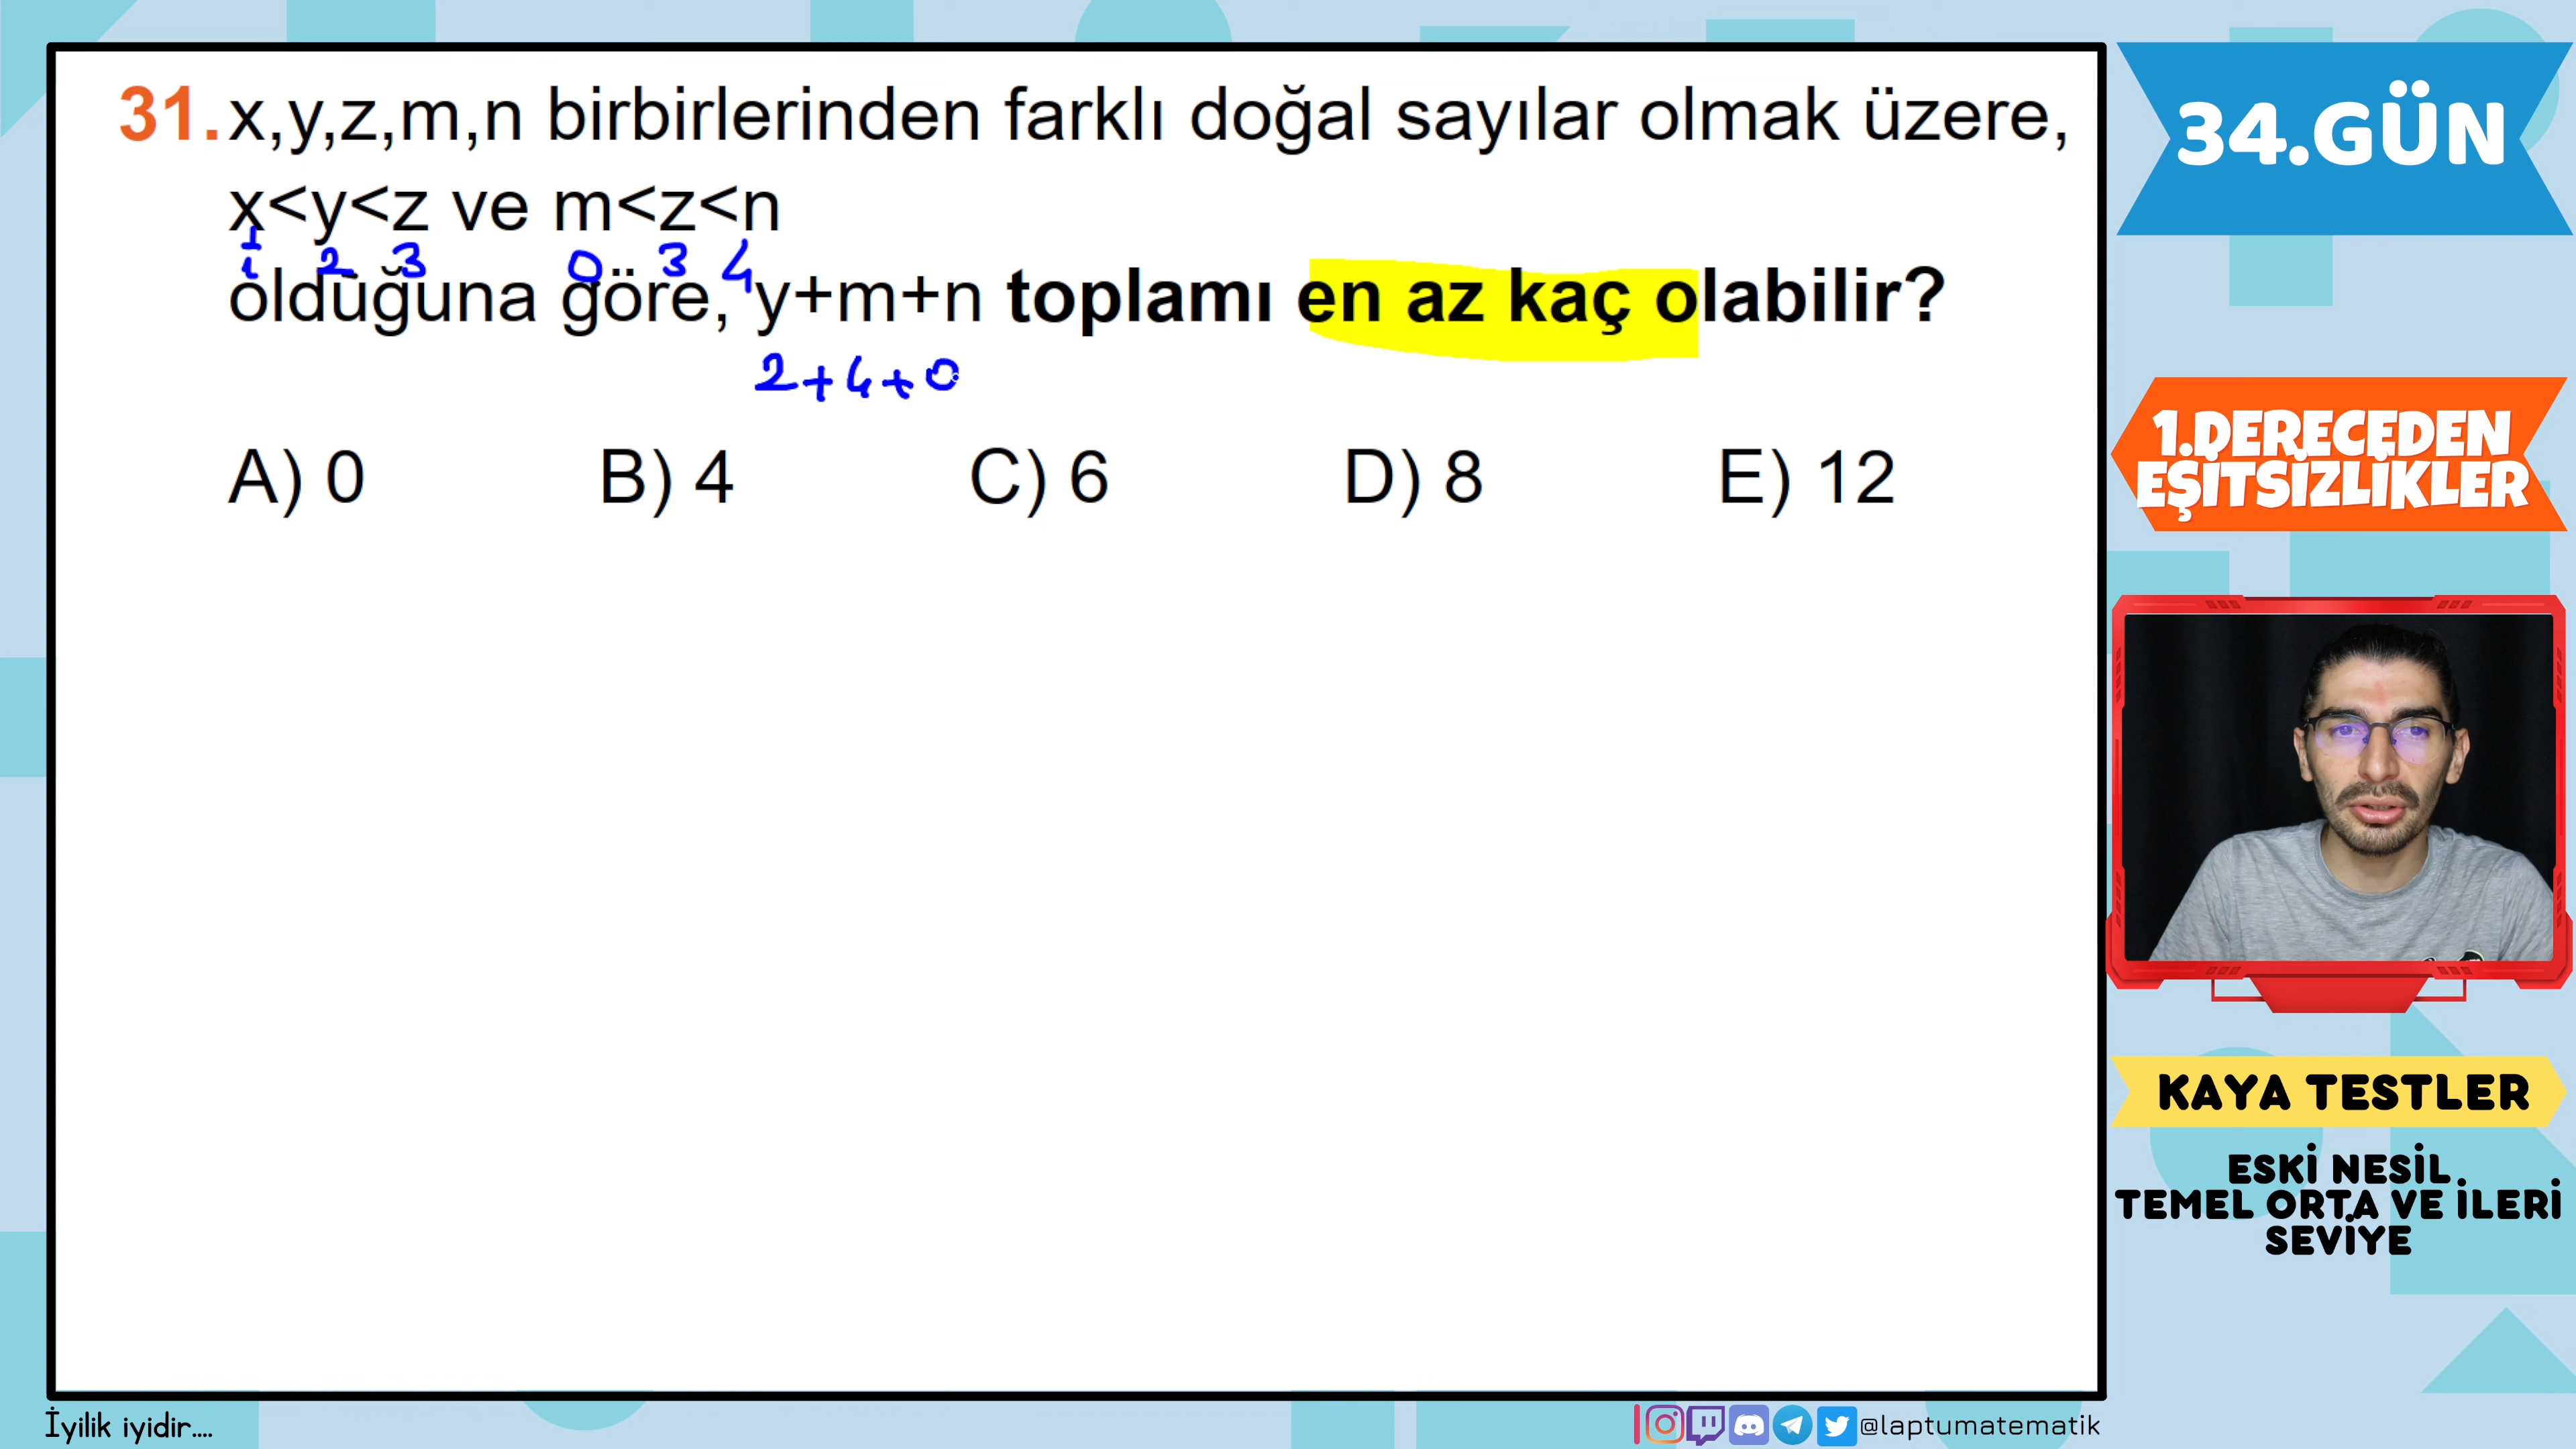 31. x,y,z,m,n birbirlerinden farklı doğal sayılar olmak üzere,
x<y<z ve m<z<n
1 2 3 0 3 4
olduğuna göre, y+m+n toplamı en az kaç olabilir?
2+4+0
A) 0 B) 4 C) 6 D) 8 E) 12
34.GÜN
1.DERECEDEN
EŞİTSİZLİKLER
KAYA TESTLER
ESKİ NESİL
TEMEL ORTA VE İLERİ
SEVİYE
İyilik iyidir....
@laptumatematik